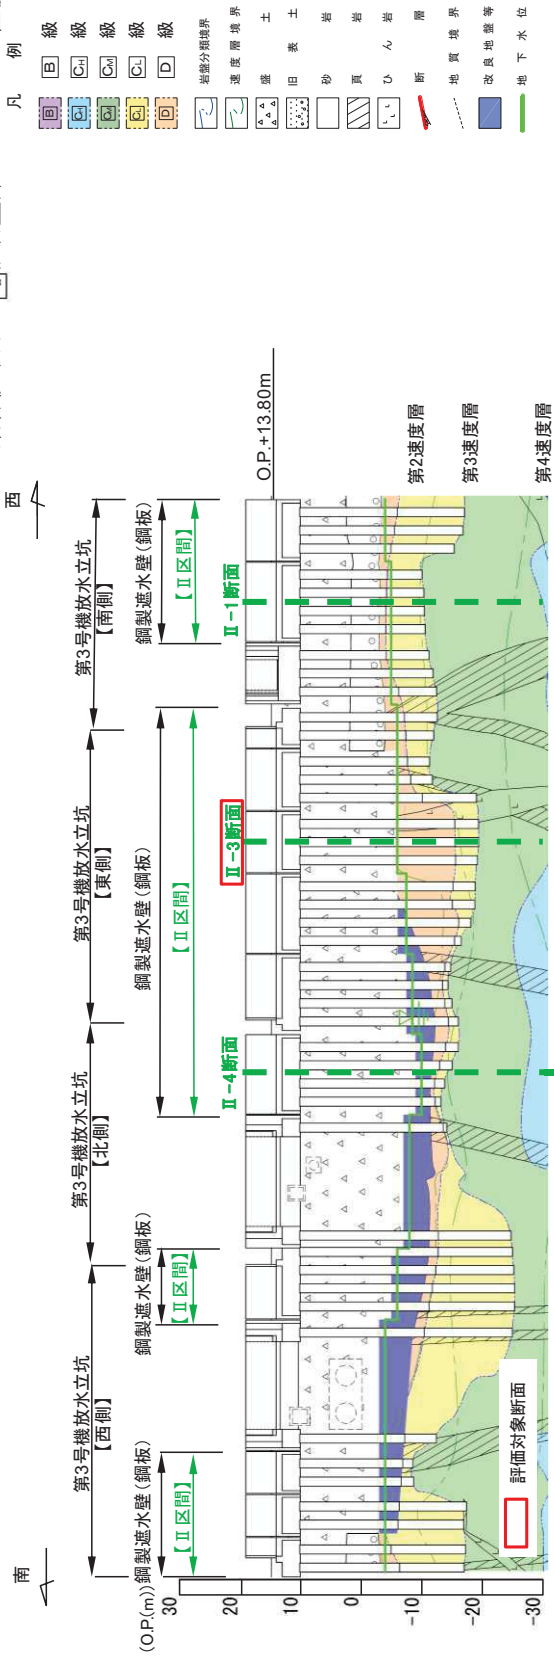 南
西
第3号機放水立坑
【西側】
第3号機放水立坑
【北側】
第3号機放水立坑
【東側】
第3号機放水立坑
【南側】
鋼製遮水壁(鋼板)
鋼製遮水壁(鋼板)
鋼製遮水壁(鋼板)
鋼製遮水壁(鋼板)
【Ⅱ区間】
【Ⅱ区間】
【Ⅱ区間】
【Ⅱ区間】
Ⅱ-4断面
Ⅱ-3断面
Ⅱ-1断面
(O.P.(m))
30
20
10
0
-10
-20
-30
O.P.+13.80m
第2速度層
第3速度層
第4速度層
評価対象断面
凡例
B B 級
CH CH 級
CM CM 級
CL CL 級
D D 級
岩盤分類境界
速度層境界
盛土
旧表土
砂岩
頁岩
ひん岩
断層
地質境界
改良地盤等
地下水位